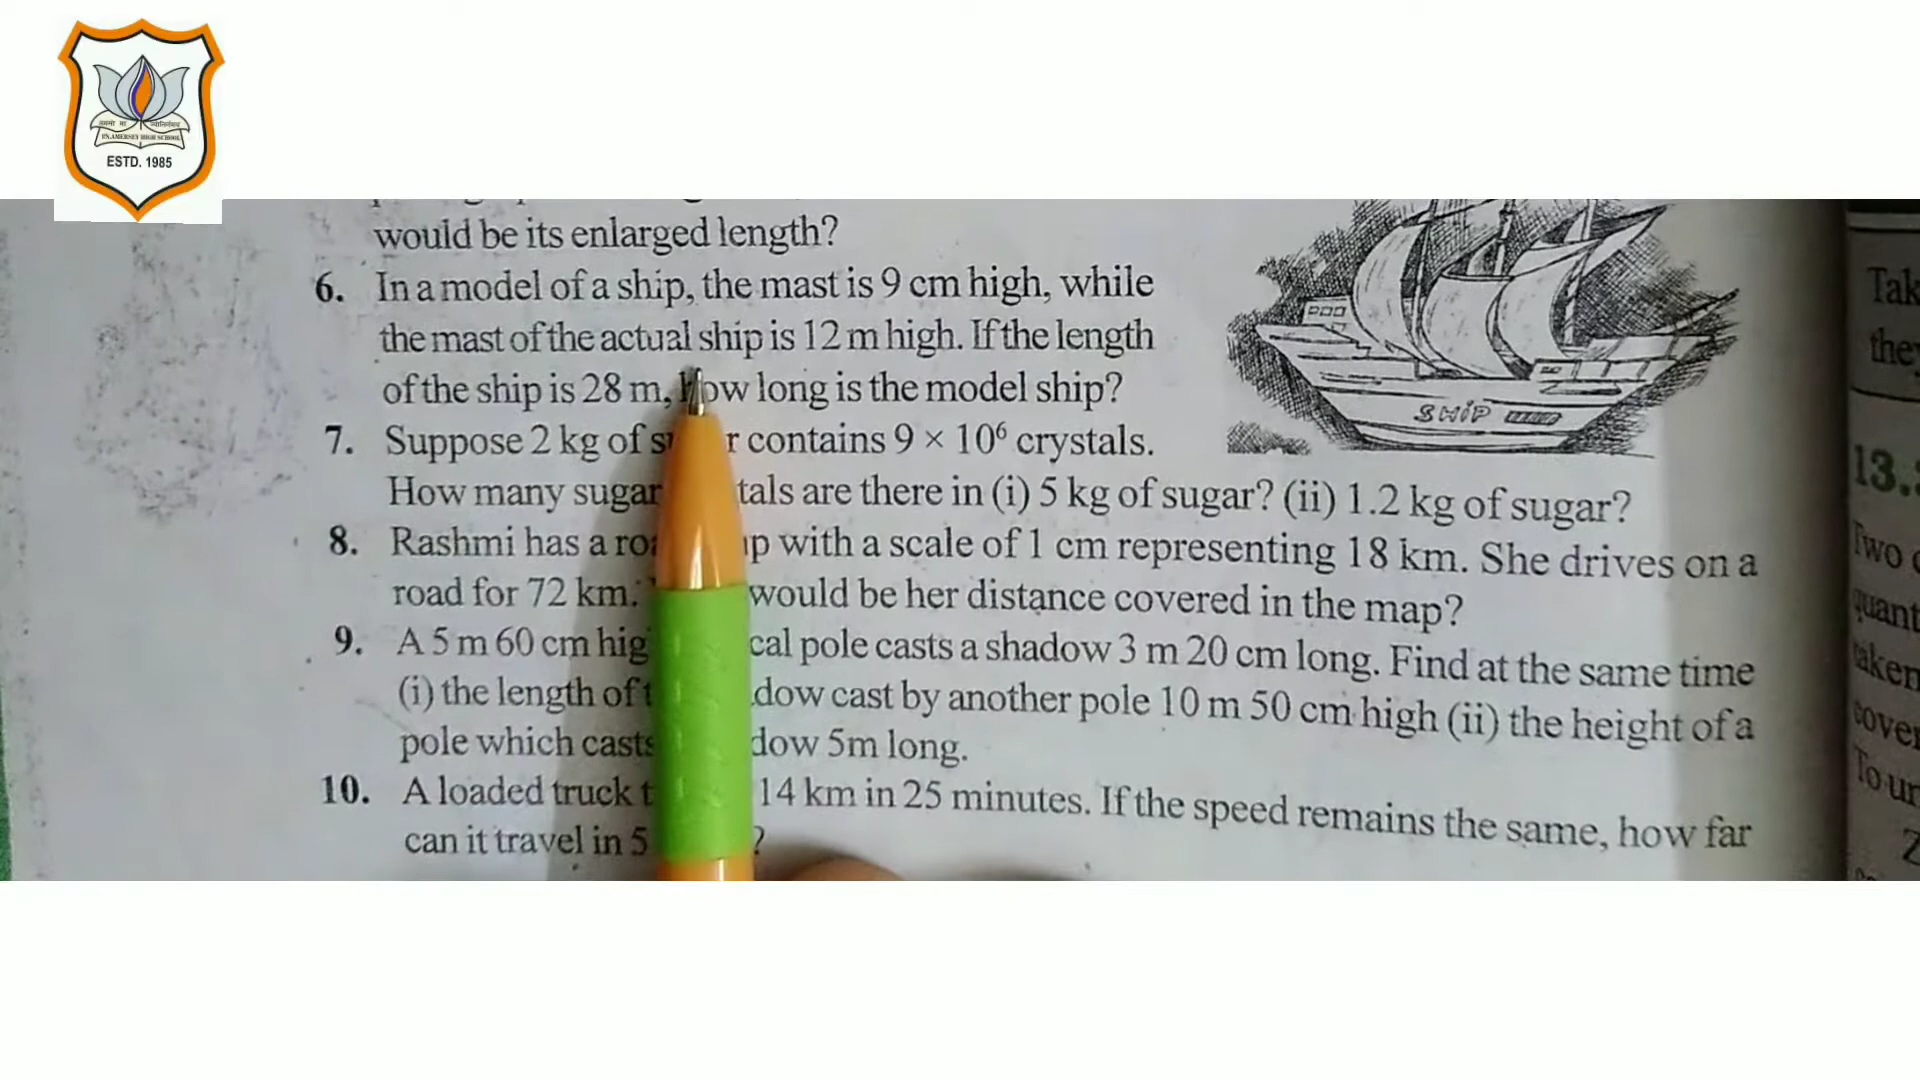 P.N.AMERSEY HIGH SCHOOL
ESTD. 1985
would be its enlarged length?
6. In a model of a ship, the mast is 9 cm high, while
the mast of the actual ship is 12 m high. If the length
of the ship is 28 m, how long is the model ship?
SHIP
7. Suppose 2 kg of contains 9 × 10⁶ crystals.
How many sugar are there in (i) 5 kg of sugar? (ii) 1.2 kg of sugar?
8. Rashmi has a with a scale of 1 cm representing 18 km. She drives on a
road for 72 km. would be her distance covered in the map?
9. A 5 m 60 cm pole casts a shadow 3 m 20 cm long. Find at the same time
(i) the length of cast by another pole 10 m 50 cm high (ii) the height of a
pole which casts 5m long.
10. A loaded truck 14 km in 25 minutes. If the speed remains the same, how far
can it travel in 5 ?
Tak
the
13.
Two
quant
taken
cover
To un